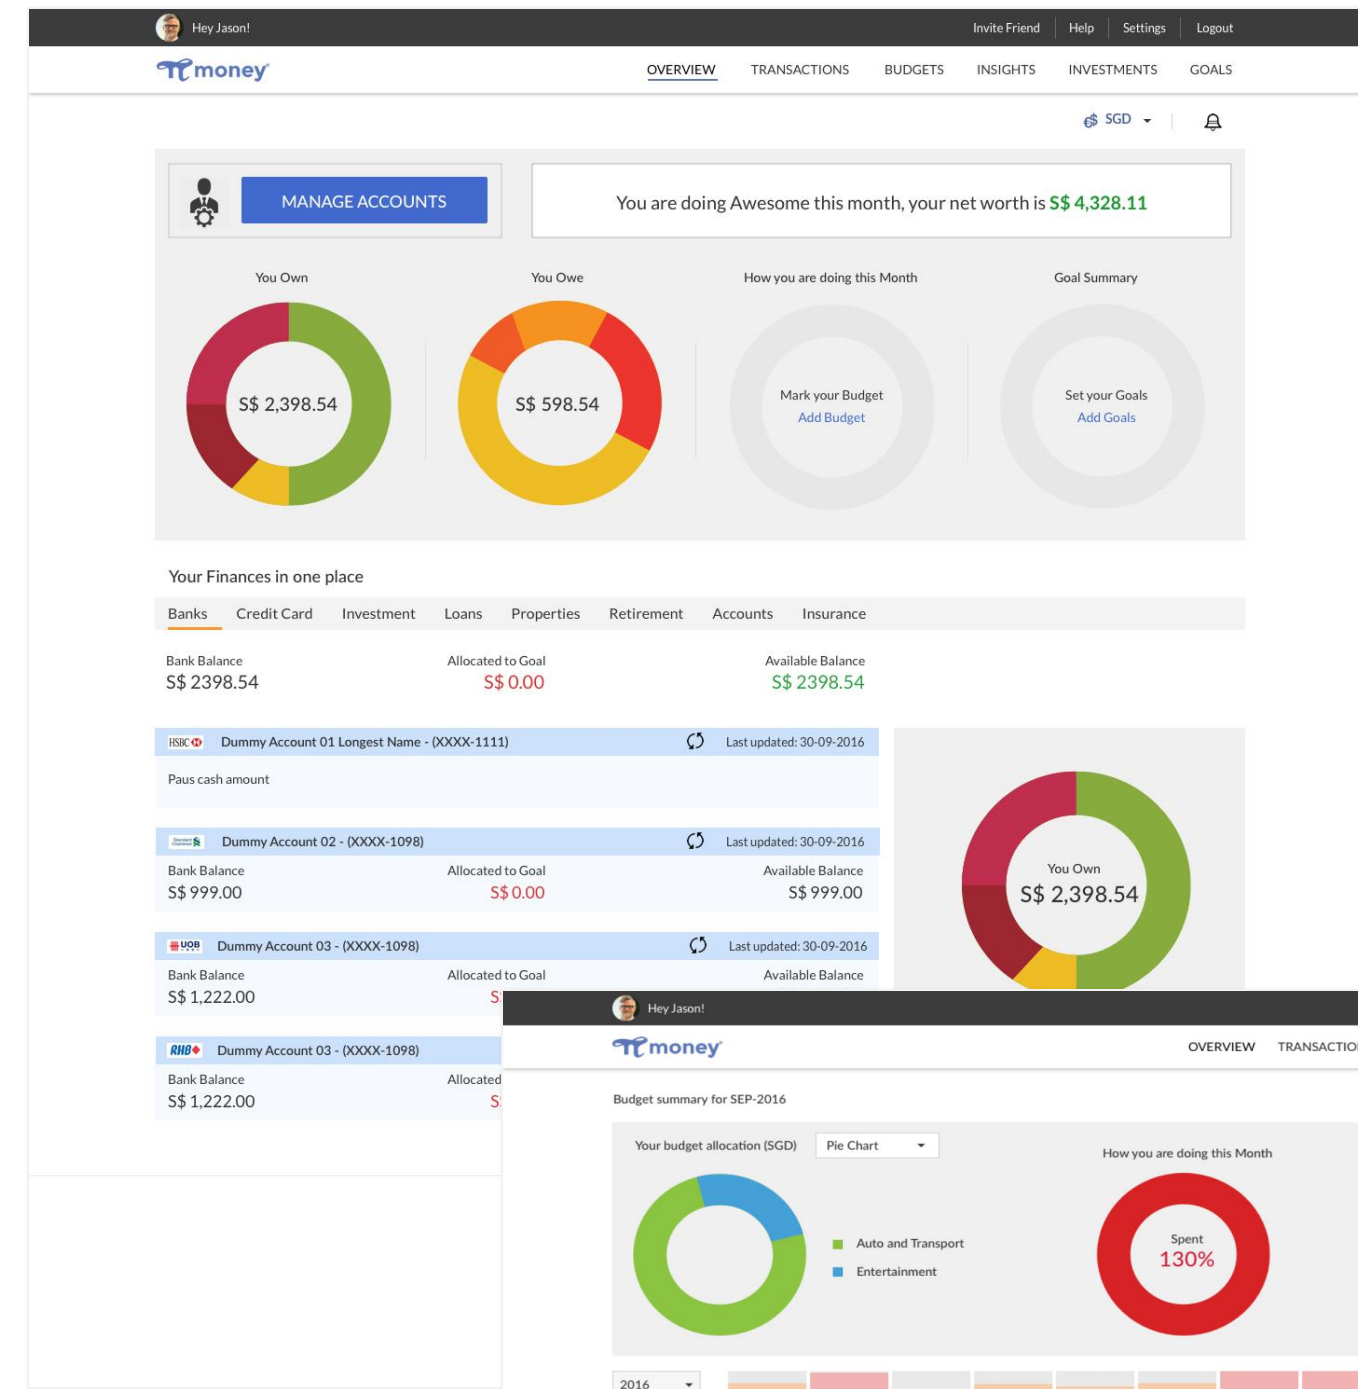 Hey Jason!
Invite Friend Help Settings Logout
money
OVERVIEW TRANSACTIONS BUDGETS INSIGHTS INVESTMENTS GOALS
SGD
MANAGE ACCOUNTS
You are doing Awesome this month, your net worth is S$ 4,328.11
You Own
You Owe
How you are doing this Month
Goal Summary
S$ 2,398.54
S$ 598.54
Mark your Budget
Add Budget
Set your Goals
Add Goals
Your Finances in one place
Banks Credit Card Investment Loans Properties Retirement Accounts Insurance
Bank Balance Allocated to Goal Available Balance
S$ 2398.54 S$ 0.00 S$ 2398.54
HSBC Dummy Account 01 Longest Name - (XXXX-1111) Last updated: 30-09-2016
Paus cash amount
Standard Chartered Dummy Account 02 - (XXXX-1098) Last updated: 30-09-2016
Bank Balance Allocated to Goal Available Balance
S$ 999.00 S$ 0.00 S$ 999.00
You Own
S$ 2,398.54
UOB Dummy Account 03 - (XXXX-1098) Last updated: 30-09-2016
Bank Balance Allocated to Goal Available Balance
S$ 1,222.00 S
RHB Dummy Account 03 - (XXXX-1098)
Bank Balance Allocated
S$ 1,222.00 S
Hey Jason!
money
OVERVIEW TRANSACTIO
Budget summary for SEP-2016
Your budget allocation (SGD) Pie Chart
How you are doing this Month
Auto and Transport
Entertainment
Spent
130%
2016